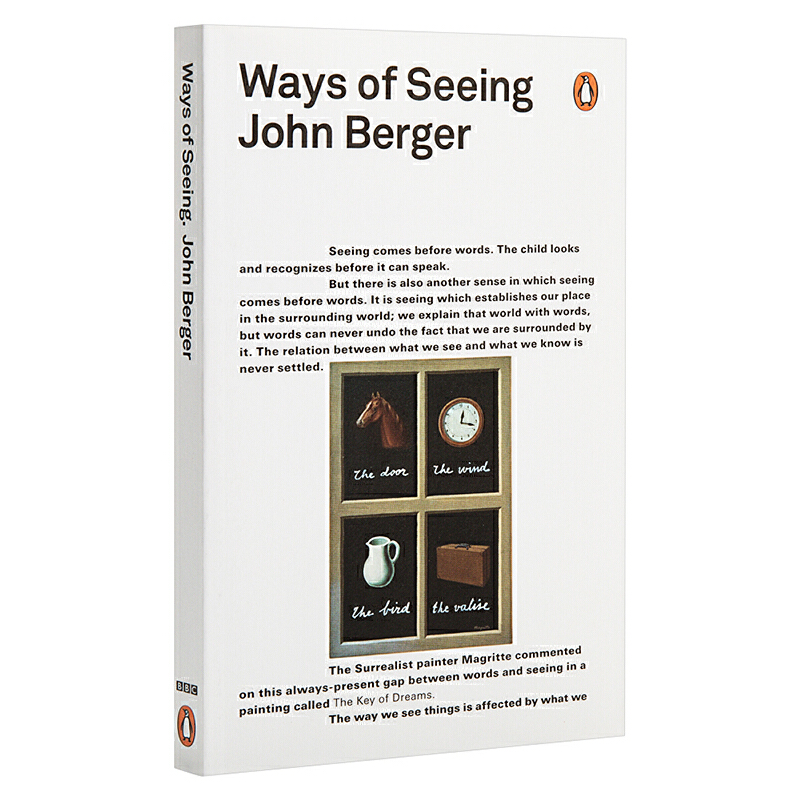 Ways of Seeing
John Berger
Seeing comes before words. The child looks
and recognizes before it can speak.
But there is also another sense in which seeing
comes before words. It is seeing which establishes our place
in the surrounding world; we explain that world with words,
but words can never undo the fact that we are surrounded by
it. The relation between what we see and what we know is
never settled.
The door
the wind
The bird
the valise
The Surrealist painter Magritte commented
on this always-present gap between words and seeing in a
painting called The Key of Dreams.
The way we see things is affected by what we
Ways of Seeing. John Berger
BBC